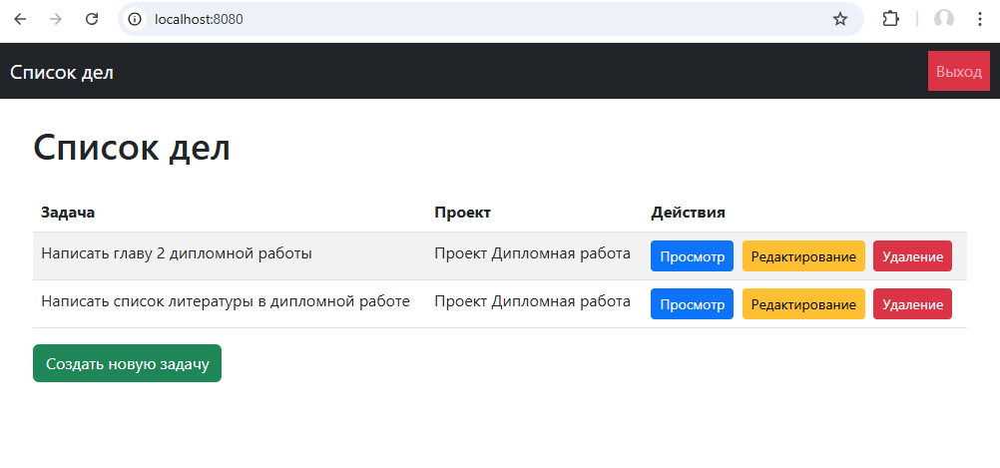 localhost:8080
Список дел Выход
Список дел
Задача Проект Действия
Написать главу 2 дипломной работы Проект Дипломная работа Просмотр Редактирование Удаление
Написать список литературы в дипломной работе Проект Дипломная работа Просмотр Редактирование Удаление
Создать новую задачу